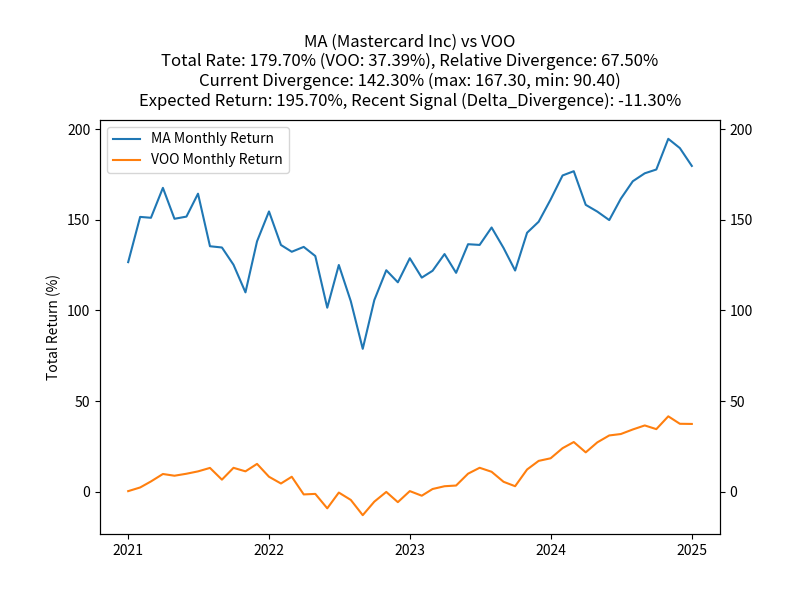 MA (Mastercard Inc) vs VOO
Total Rate: 179.70% (VOO: 37.39%), Relative Divergence: 67.50%
Current Divergence: 142.30% (max: 167.30, min: 90.40)
Expected Return: 195.70%, Recent Signal (Delta_Divergence): -11.30%
MA Monthly Return
VOO Monthly Return
200
150
100
50
0
Total Return (%)
200
150
100
50
0
2021
2022
2023
2024
2025